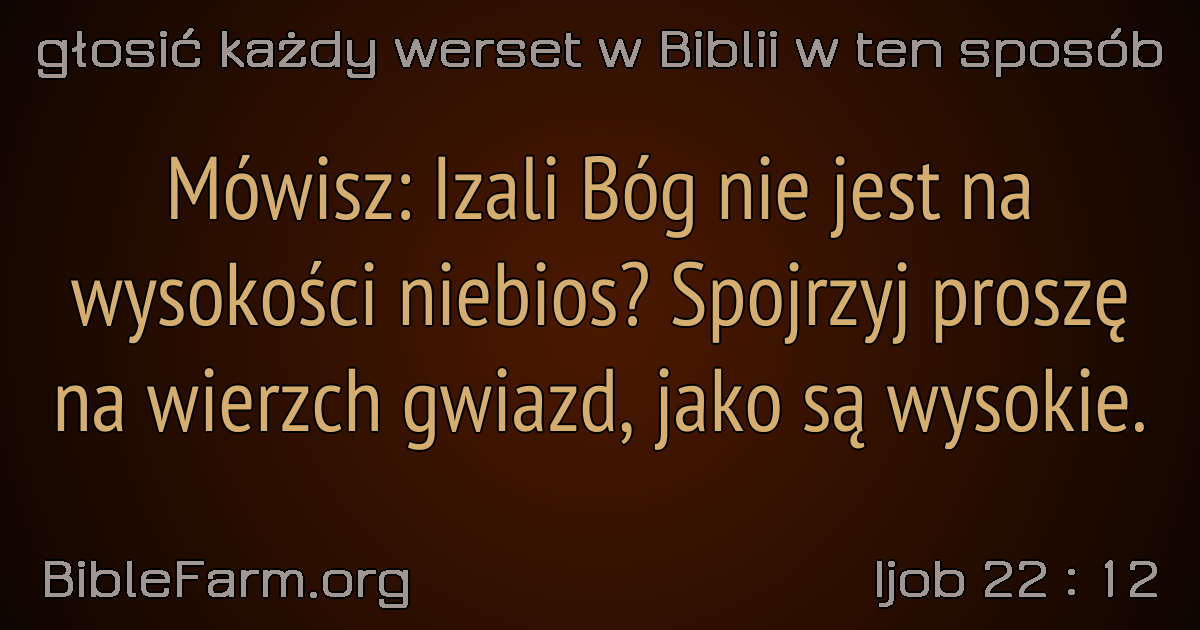 głosić każdy werset w Biblii w ten sposób
Mówisz: Izali Bóg nie jest na
wysokości niebios? Spojrzyj proszę
na wierzch gwiazd, jako są wysokie.
BibleFarm.org
Ijob 22 : 12